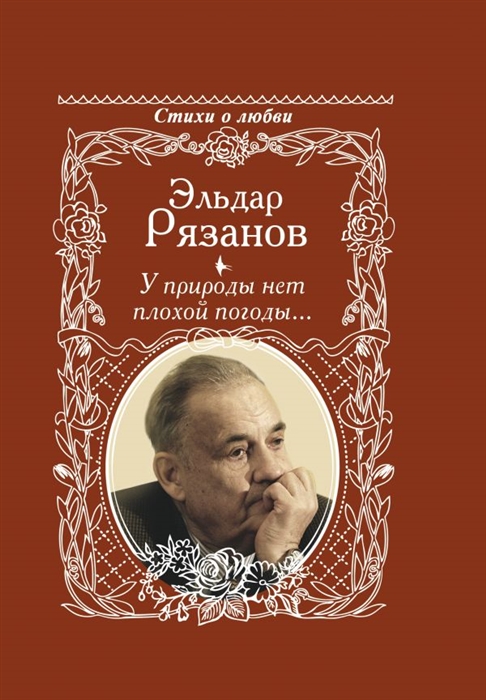 Стихи о любви
Эльдар
Рязанов
У природы нет
плохой погоды...